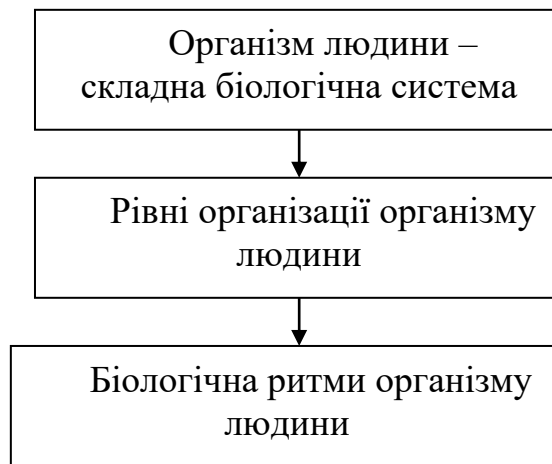 Організм людини –
складна біологічна система
Рівні організації організму
людини
Біологічна ритми організму
людини